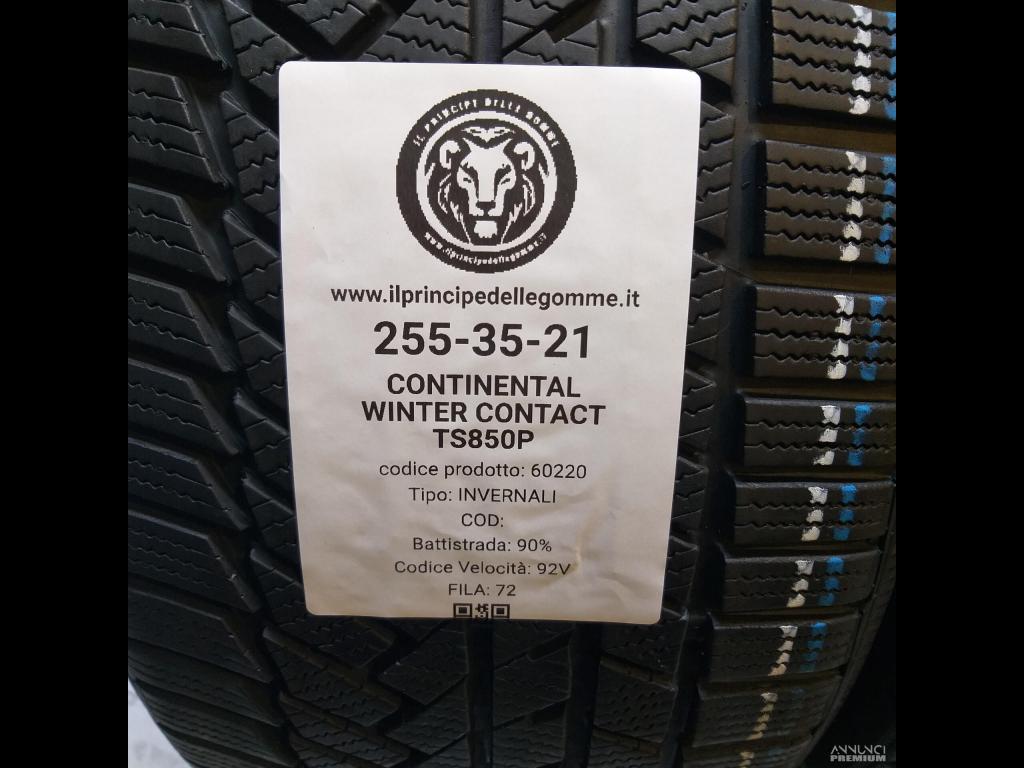 IL PRINCIPE DELLE GOMME
www.ilprincipedellegomme.it
www.ilprincipedellegomme.it
255-35-21
CONTINENTAL
WINTER CONTACT
TS850P
codice prodotto: 60220
Tipo: INVERNALI
COD:
Battistrada: 90%
Codice Velocità: 92V
FILA: 72
ANNUNCI
PREMIUM